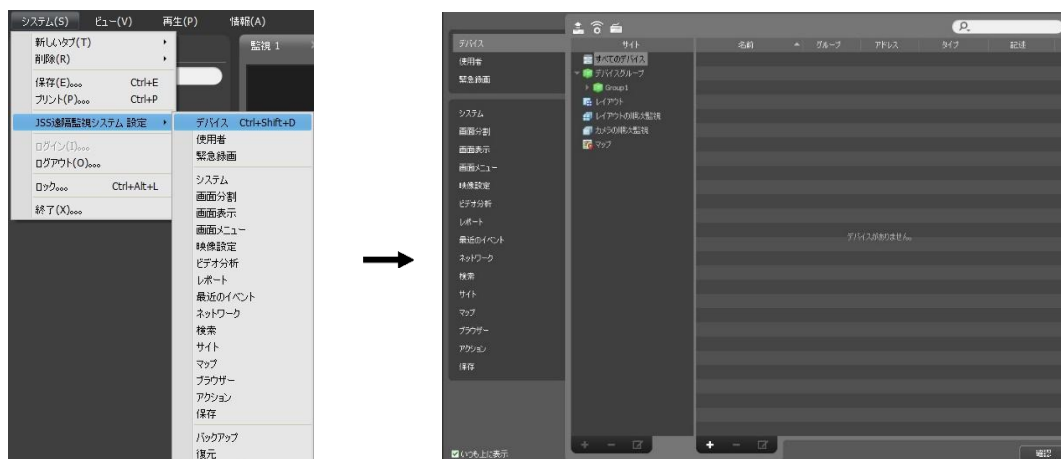 システム(S) ビュー(V) 再生(P) 情報(A)
監視 1
新しいタブ(T)
削除(R)
保存(E)... Ctrl+E
プリント(P)... Ctrl+P
JSS遠隔監視システム 設定
ログイン(I)...
ログアウト(O)...
ロック... Ctrl+Alt+L
終了(X)...
デバイス Ctrl+Shift+D
使用者
緊急録画
システム
画面分割
画面表示
画面メニュー
映像設定
ビデオ分析
レポート
最近のイベント
ネットワーク
検索
サイト
マップ
ブラウザー
アクション
保存
バックアップ
復元
デバイス
使用者
緊急録画
システム
画面分割
画面表示
画面メニュー
映像設定
ビデオ分析
レポート
最近のイベント
ネットワーク
検索
サイト
マップ
ブラウザー
アクション
保存
いつも上に表示
サイト
すべてのデバイス
デバイスグループ
Group1
レイアウト
レイアウトの順次監視
カメラの順次監視
マップ
名前 グループ アドレス タイプ 記述
デバイスがありません。
確認